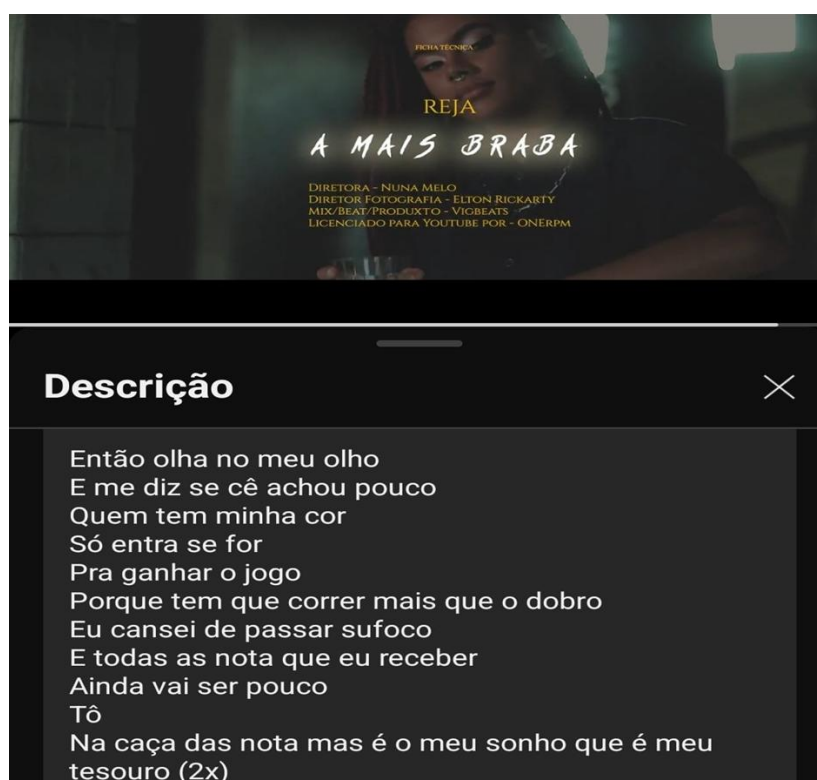 FICHA TÉCNICA
REJA
A MAIS BRABA
DIRETORA - NUNA MELO
DIRETOR FOTOGRAFIA - ELTON RICKARTY
MIX/BEAT/PRODUXTO - VIGBEATS
LICENCIADO PARA YOUTUBE POR - ONERPM
Descrição
Então olha no meu olho
E me diz se cê achou pouco
Quem tem minha cor
Só entra se for
Pra ganhar o jogo
Porque tem que correr mais que o dobro
Eu cansei de passar sufoco
E todas as nota que eu receber
Ainda vai ser pouco
Tô
Na caça das nota mas é o meu sonho que é meu
tesouro (2x)